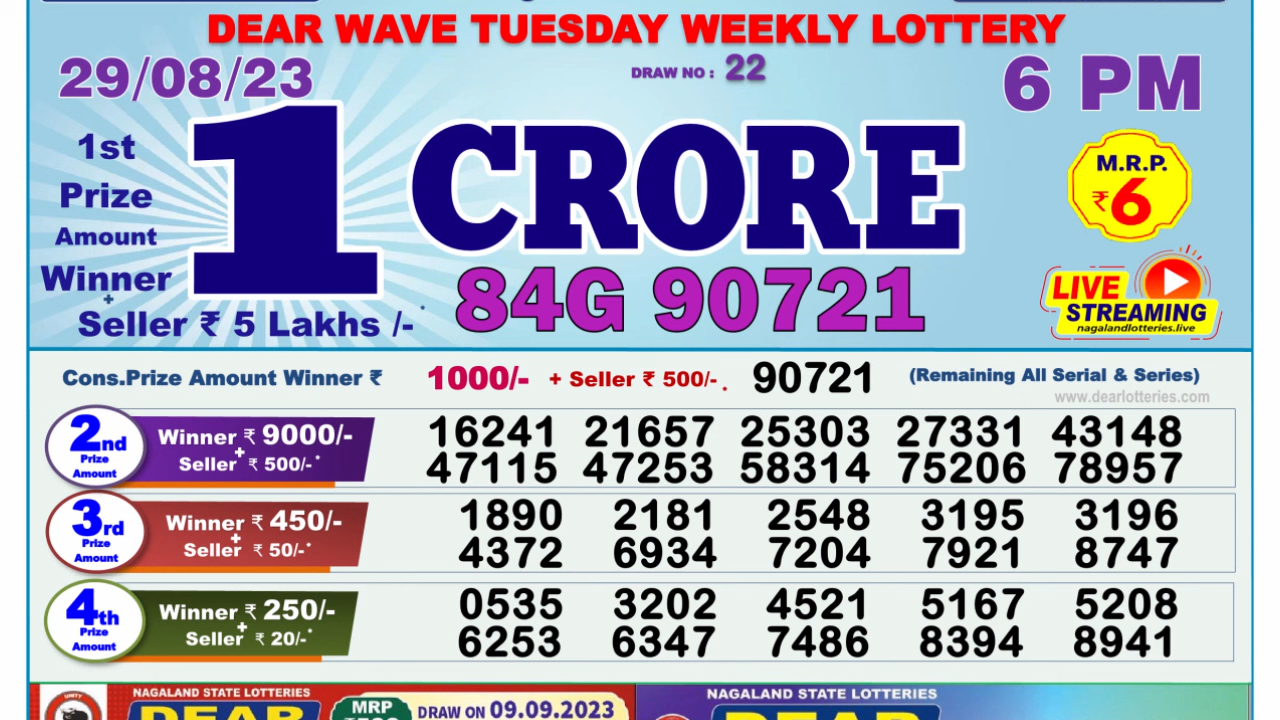 DEAR WAVE TUESDAY WEEKLY LOTTERY
29/08/23
DRAW NO : 22
6 PM
1st
Prize
Amount
Winner
+
Seller ₹ 5 Lakhs /-
1 CRORE
84G 90721
M.R.P.
₹6
LIVE
STREAMING
nagalandlotteries.live
Cons.Prize Amount Winner ₹ 1000/- + Seller ₹ 500/- . 90721 (Remaining All Serial & Series)
www.dearlotteries.com
2nd
Prize
Amount
Winner ₹ 9000/-
+
Seller ₹ 500/-*
16241 21657 25303 27331 43148
47115 47253 58314 75206 78957
3rd
Prize
Amount
Winner ₹ 450/-
+
Seller ₹ 50/-*
1890 2181 2548 3195 3196
4372 6934 7204 7921 8747
4th
Prize
Amount
Winner ₹ 250/-
+
Seller ₹ 20/-*
0535 3202 4521 5167 5208
6253 6347 7486 8394 8941
UNITY
NAGALAND STATE LOTTERIES
DEAR
MRP
DRAW ON 09.09.2023
NAGALAND STATE LOTTERIES
DEAR